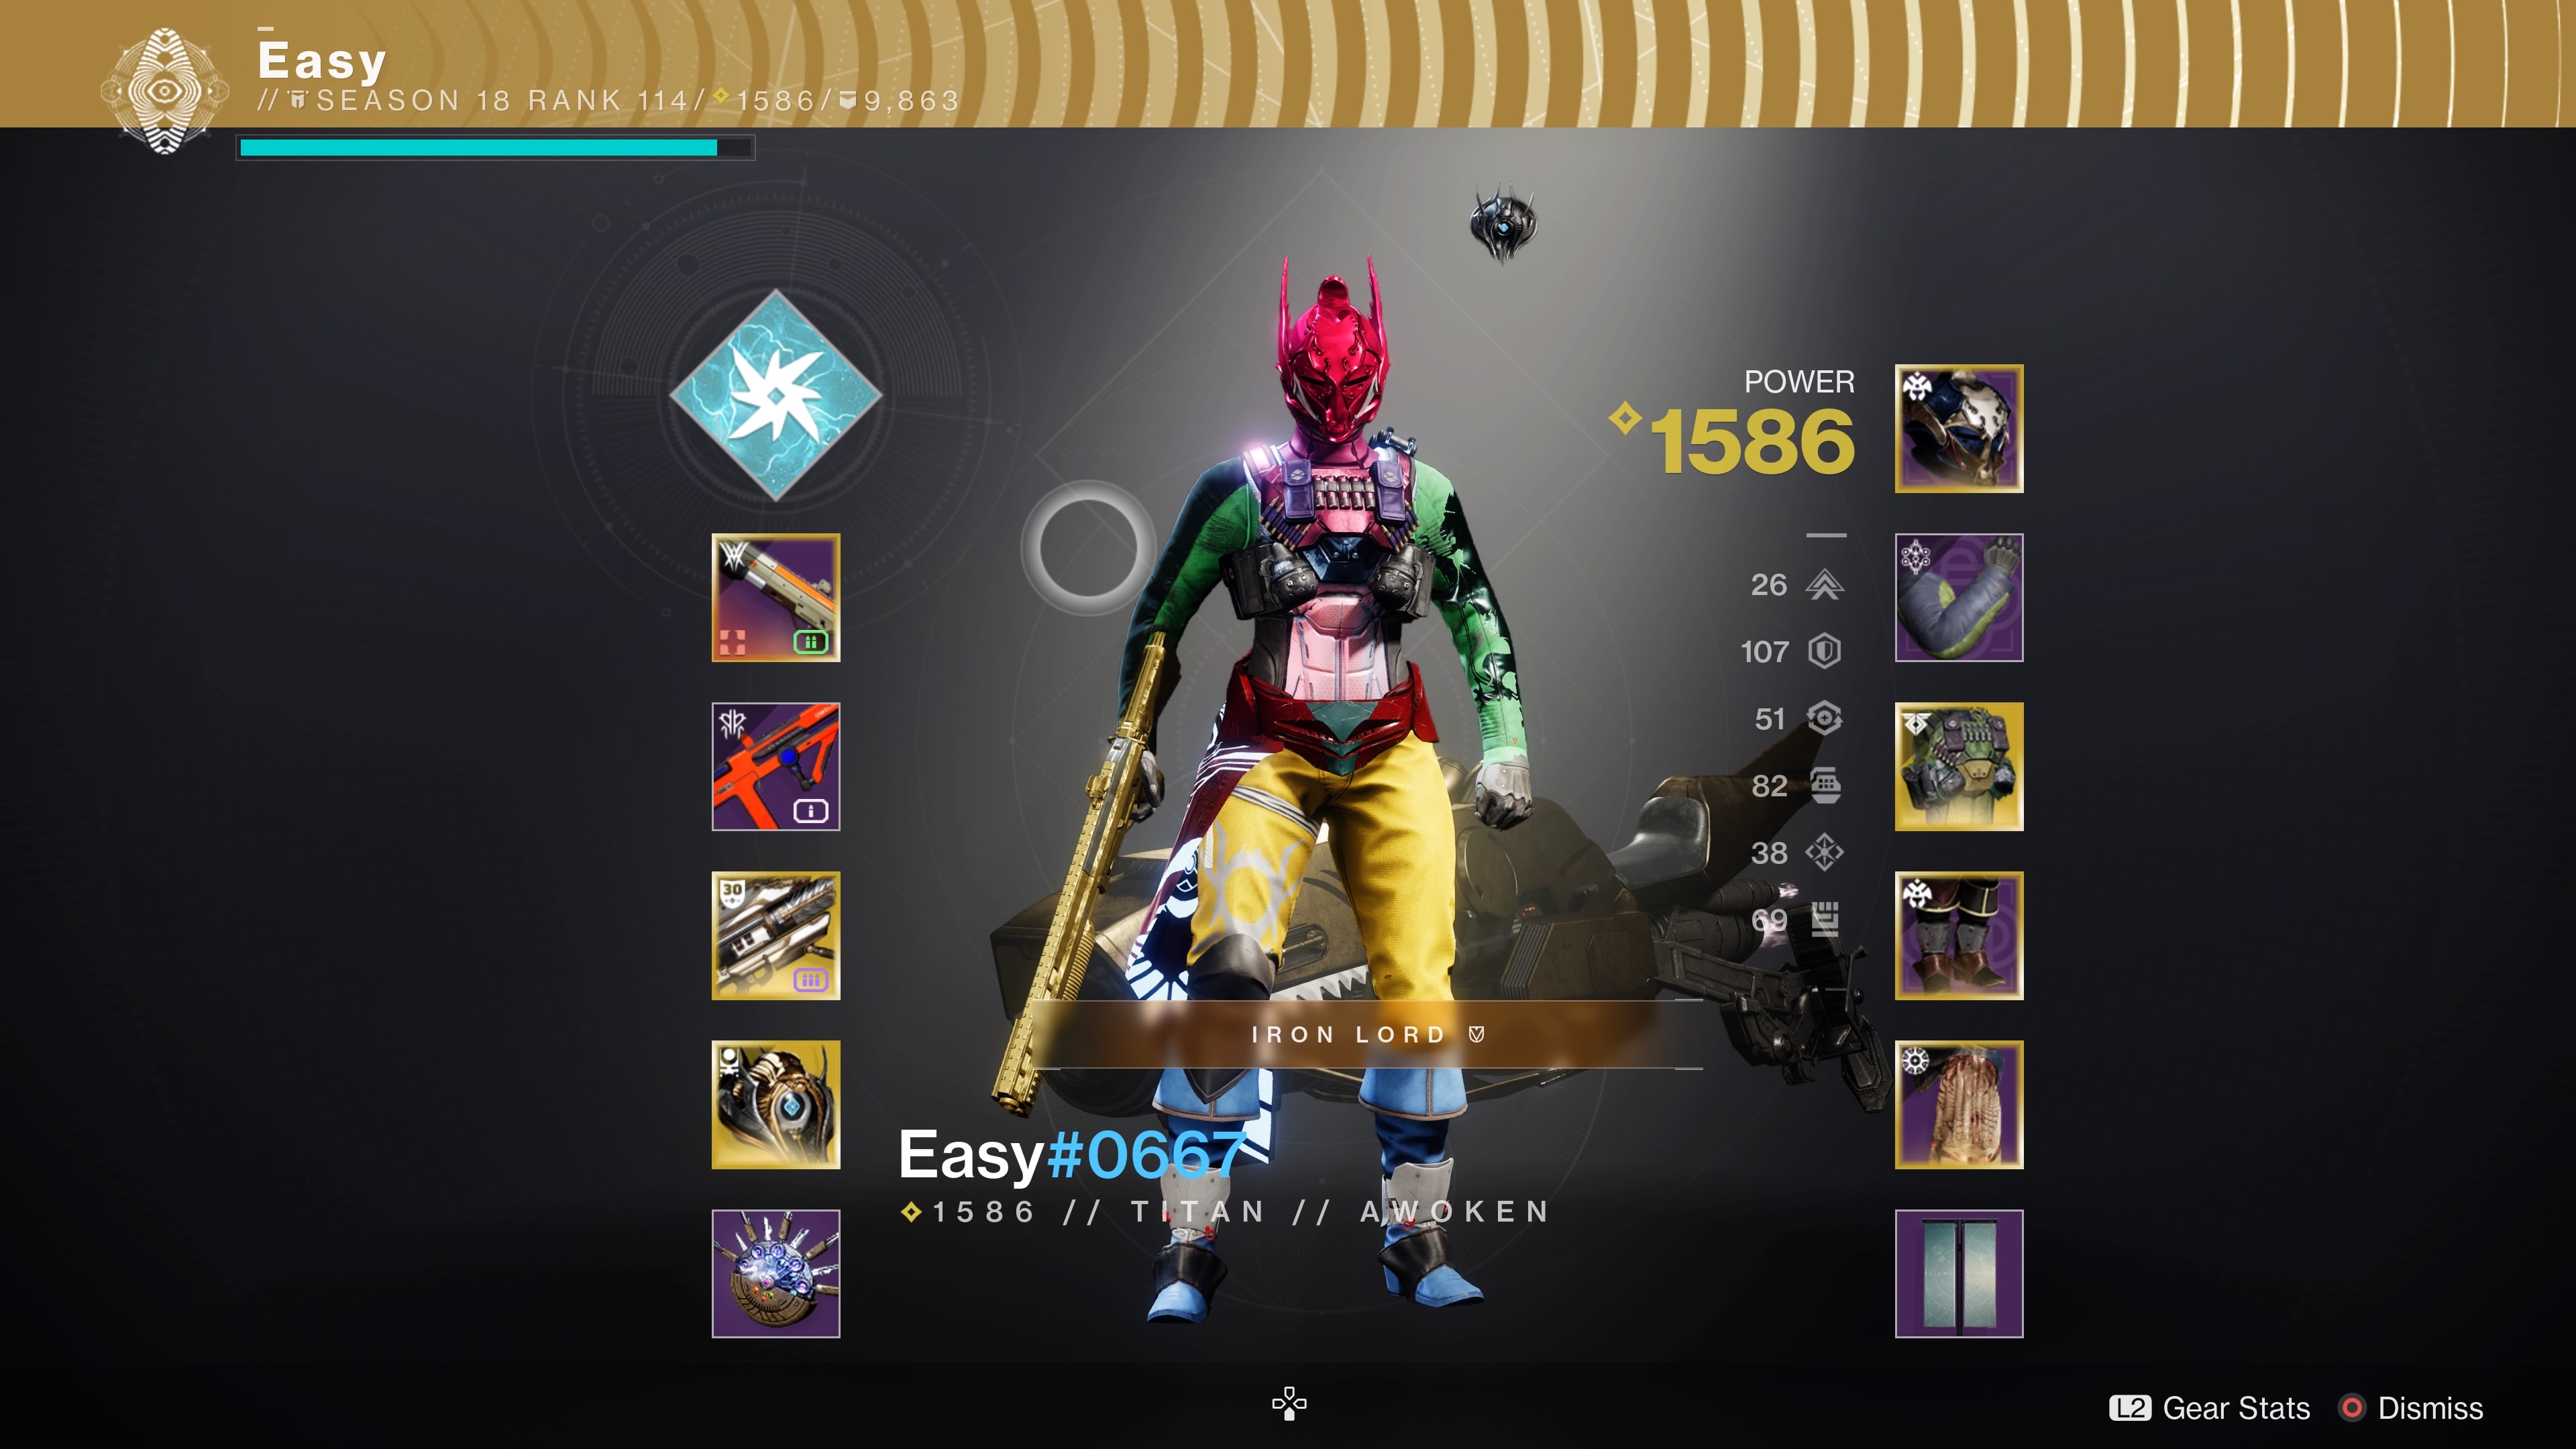 Easy
// SEASON 18 RANK 114/1586/9,863
POWER
1586
26
107
51
82
38
69
30
IRON LORD
Easy#0667
1586 // TITAN // AWOKEN
L2 Gear Stats Dismiss